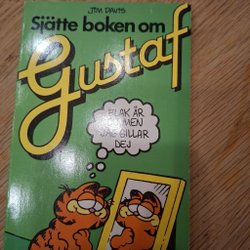 JIM DAVIS
Sjätte boken om
Gustaf
FLAK ÄR
MEN
JAG GILLAR
DEJ